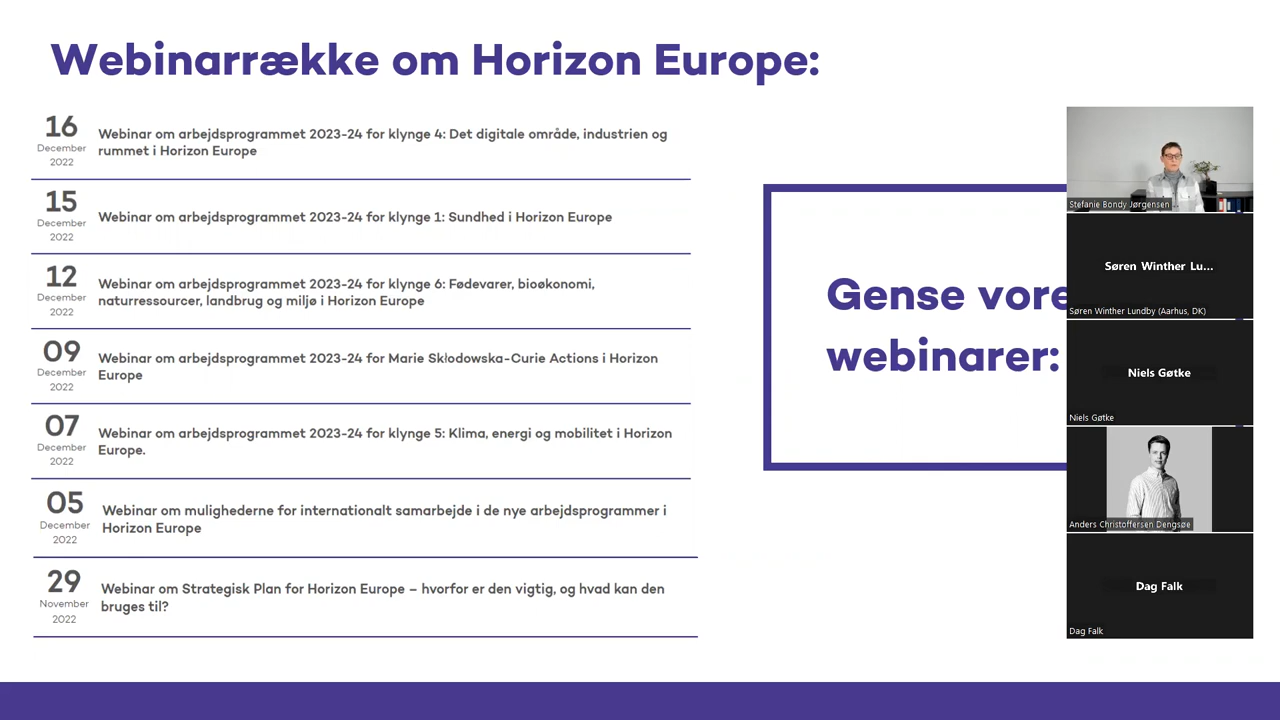 Webinarrække om Horizon Europe:
16
December
2022
Webinar om arbejdsprogrammet 2023-24 for klynge 4: Det digitale område, industrien og
rummet i Horizon Europe
15
December
2022
Webinar om arbejdsprogrammet 2023-24 for klynge 1: Sundhed i Horizon Europe
12
December
2022
Webinar om arbejdsprogrammet 2023-24 for klynge 6: Fødevarer, bioøkonomi,
naturressourcer, landbrug og miljø i Horizon Europe
09
December
2022
Webinar om arbejdsprogrammet 2023-24 for Marie Skłodowska-Curie Actions i Horizon
Europe
07
December
2022
Webinar om arbejdsprogrammet 2023-24 for klynge 5: Klima, energi og mobilitet i Horizon
Europe.
05
December
2022
Webinar om mulighederne for internationalt samarbejde i de nye arbejdsprogrammer i
Horizon Europe
29
November
2022
Webinar om Strategisk Plan for Horizon Europe – hvorfor er den vigtig, og hvad kan den
bruges til?
Gense vore
webinarer:
Stefanie Bondy Jørgensen
Søren Winther Lu...
Søren Winther Lundby (Aarhus, DK)
Niels Gøtke
Niels Gøtke
Anders Christoffersen Dengsøe
Dag Falk
Dag Falk